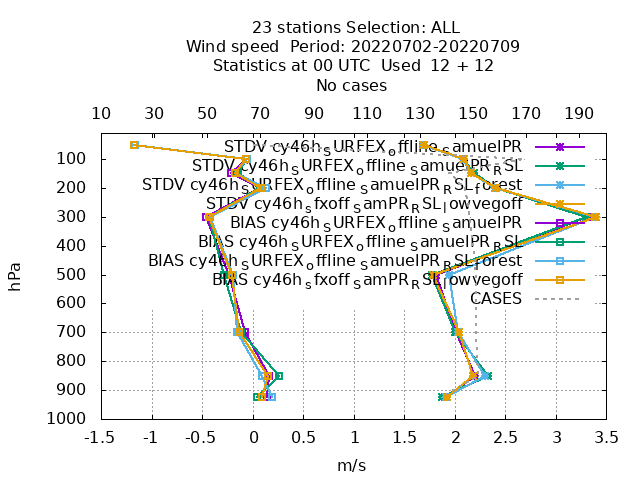 23 stations Selection: ALL
Wind speed  Period: 20220702-20220709
Statistics at 00 UTC  Used  12 + 12
No cases
10 30 50 70 90 110 130 150 170 190
STDV cy46h_SURFEX_offline_SamuelPR
STDV cy46h_SURFEX_offline_SamuelPR_RSL
STDV cy46h_SURFEX_offline_SamuelPR_RSL_forest
STDV cy46h_sfxoff_SamPR_RSL_lowvegoff
BIAS cy46h_SURFEX_offline_SamuelPR
BIAS cy46h_SURFEX_offline_SamuelPR_RSL
BIAS cy46h_SURFEX_offline_SamuelPR_RSL_forest
BIAS cy46h_sfxoff_SamPR_RSL_lowvegoff
CASES
100
200
300
400
500
600
700
800
900
1000
hPa
-1.5 -1 -0.5 0 0.5 1 1.5 2 2.5 3 3.5
m/s